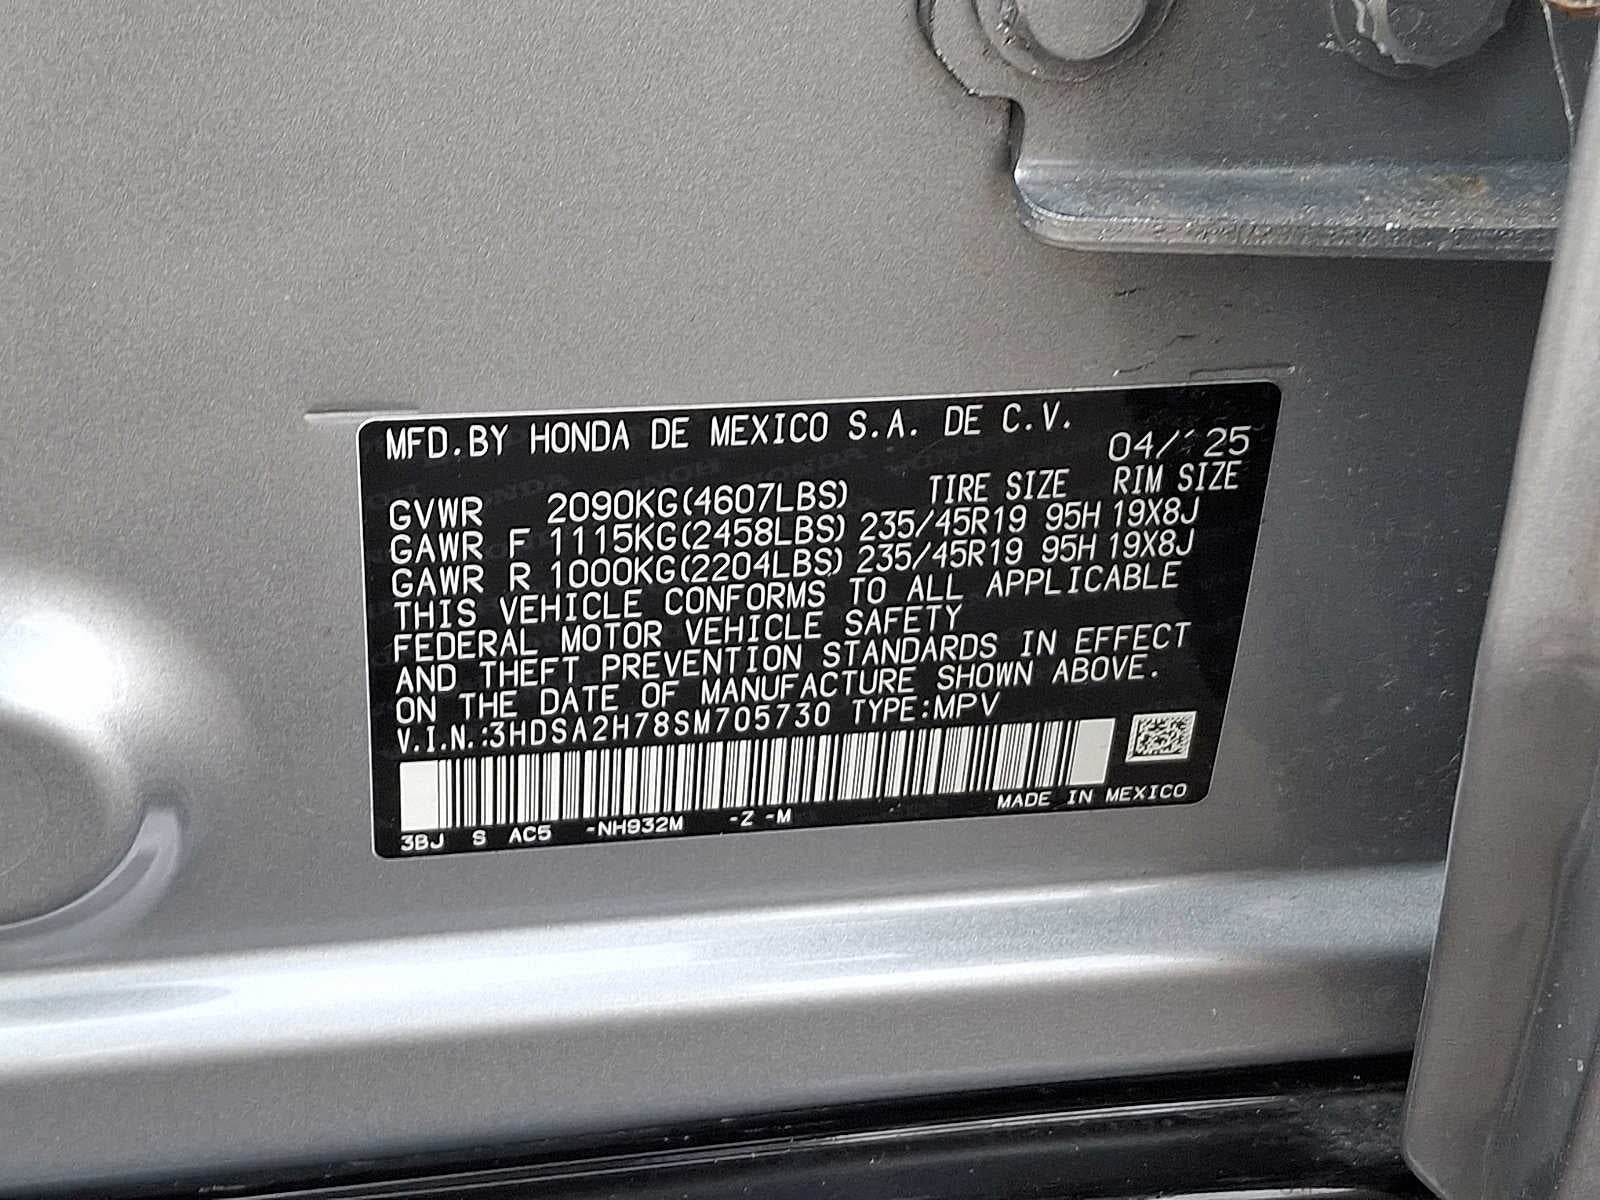 MFD.BY HONDA DE MEXICO S.A. DE C.V.
04/ 25
TIRE SIZE RIM SIZE
GVWR 2090KG(4607LBS)
GAWR F 1115KG(2458LBS) 235/45R19 95H 19X8J
GAWR R 1000KG(2204LBS) 235/45R19 95H 19X8J
THIS VEHICLE CONFORMS TO ALL APPLICABLE
FEDERAL MOTOR VEHICLE SAFETY
AND THEFT PREVENTION STANDARDS IN EFFECT
ON THE DATE OF MANUFACTURE SHOWN ABOVE.
V.I.N.:3HDSA2H78SM705730 TYPE:MPV
MADE IN MEXICO
3BJ S AC5 -NH932M -Z -M